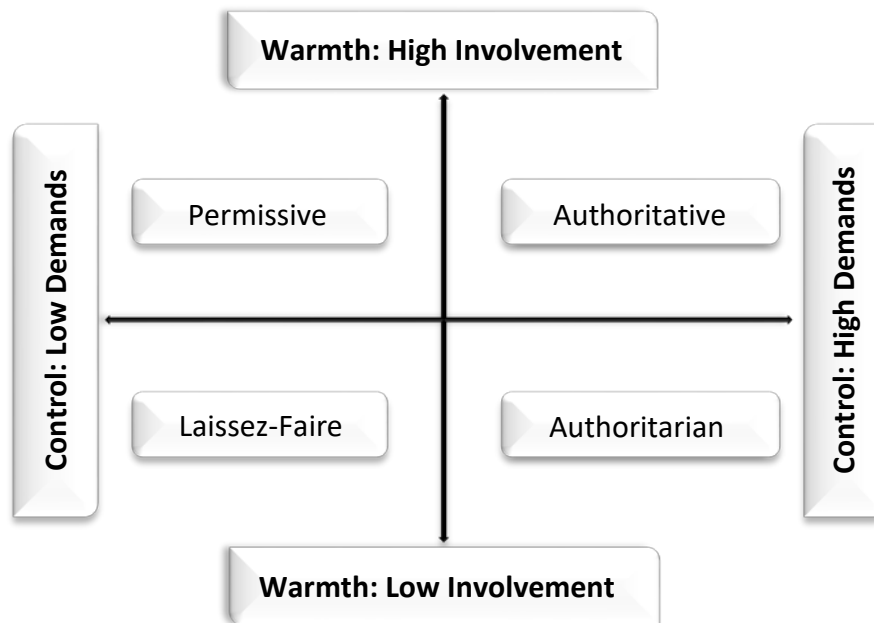 Warmth: High Involvement
Control: Low Demands
Permissive
Authoritative
Control: High Demands
Laissez-Faire
Authoritarian
Warmth: Low Involvement